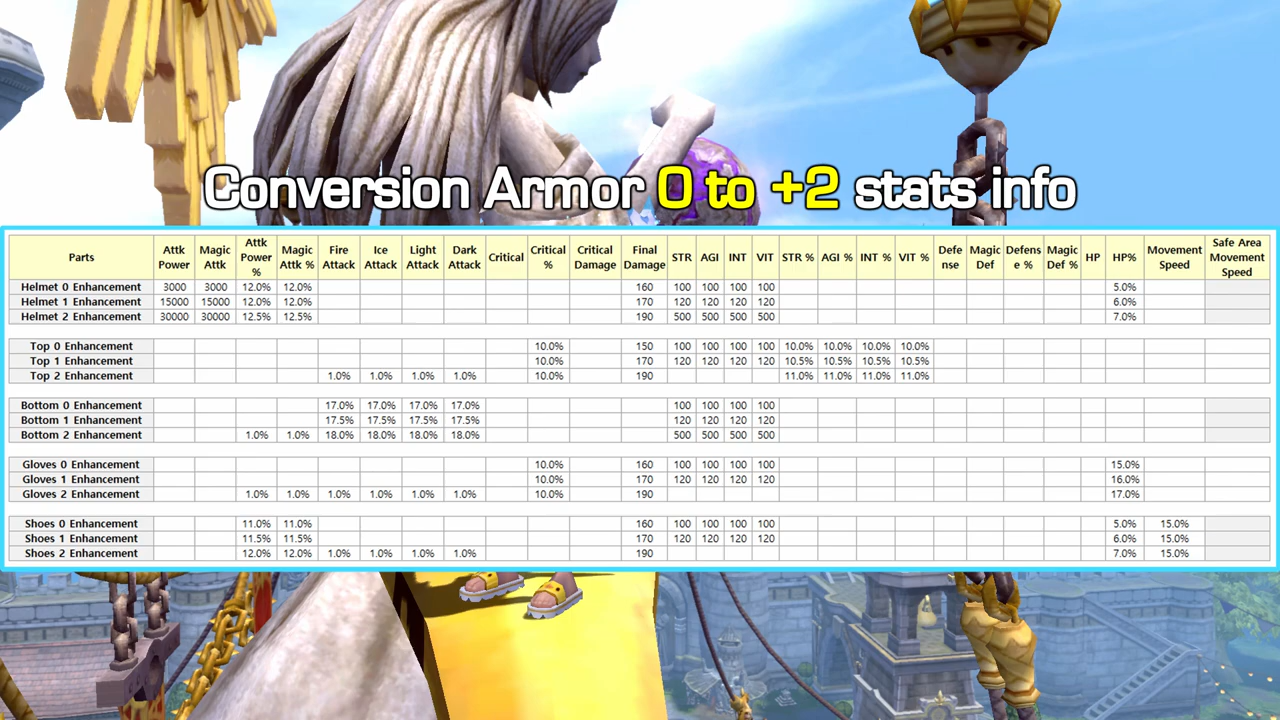 Conversion Armor 0 to +2 stats info
Parts Attk Power Magic Attk Attk Power % Magic Attk % Fire Attack Ice Attack Light Attack Dark Attack Critical Critical % Critical Damage Final Damage STR AGI INT VIT STR % AGI % INT % VIT % Defe nse Magic Def Defens e % Magic Def % HP HP% Movement Speed Safe Area Movement Speed
Helmet 0 Enhancement 3000 3000 12.0% 12.0% 160 100 100 100 100 5.0%
Helmet 1 Enhancement 15000 15000 12.0% 12.0% 170 120 120 120 120 6.0%
Helmet 2 Enhancement 30000 30000 12.5% 12.5% 190 500 500 500 500 7.0%
Top 0 Enhancement 10.0% 150 100 100 100 100 10.0% 10.0% 10.0% 10.0%
Top 1 Enhancement 10.0% 170 120 120 120 120 10.5% 10.5% 10.5% 10.5%
Top 2 Enhancement 1.0% 1.0% 1.0% 1.0% 10.0% 190 11.0% 11.0% 11.0% 11.0%
Bottom 0 Enhancement 17.0% 17.0% 17.0% 17.0% 100 100 100 100
Bottom 1 Enhancement 17.5% 17.5% 17.5% 17.5% 120 120 120 120
Bottom 2 Enhancement 1.0% 1.0% 18.0% 18.0% 18.0% 18.0% 500 500 500 500
Gloves 0 Enhancement 10.0% 160 100 100 100 100 15.0%
Gloves 1 Enhancement 10.0% 170 120 120 120 120 16.0%
Gloves 2 Enhancement 1.0% 1.0% 1.0% 1.0% 1.0% 1.0% 10.0% 190 17.0%
Shoes 0 Enhancement 11.0% 11.0% 160 100 100 100 100 5.0% 15.0%
Shoes 1 Enhancement 11.5% 11.5% 170 120 120 120 120 6.0% 15.0%
Shoes 2 Enhancement 12.0% 12.0% 1.0% 1.0% 1.0% 1.0% 190 7.0% 15.0%